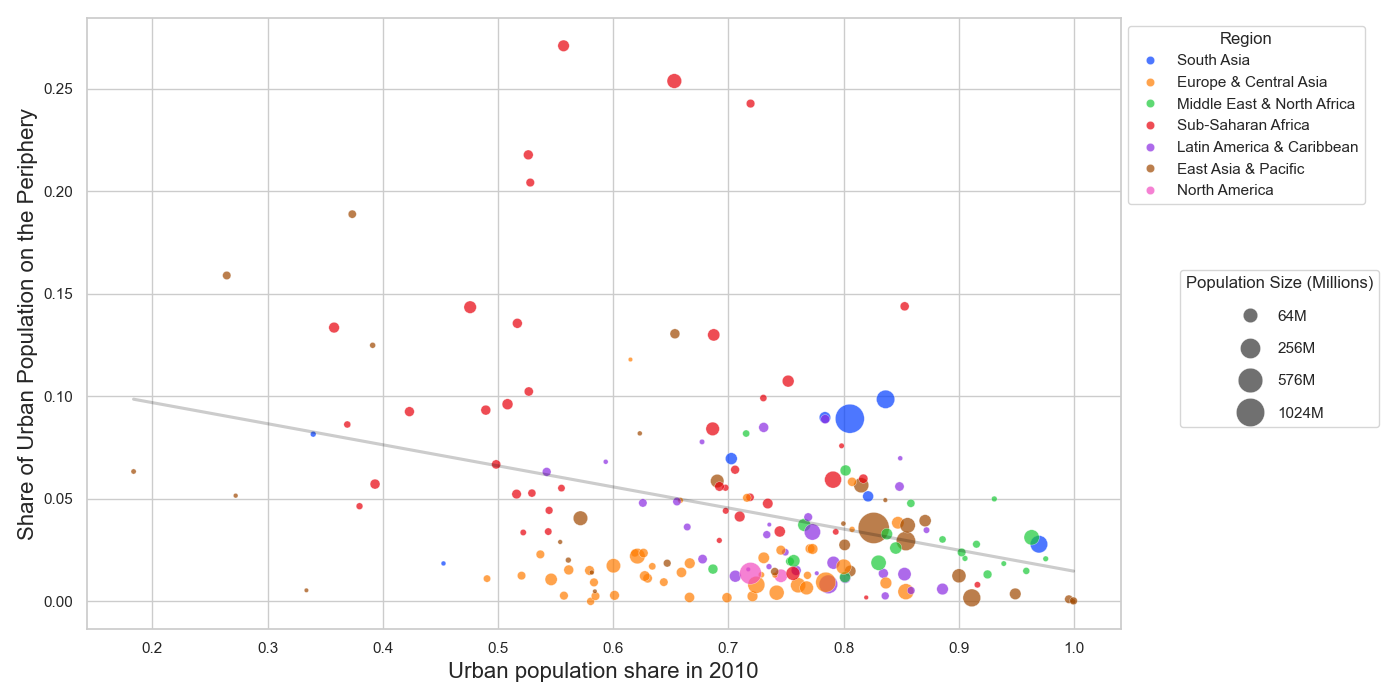 Share of Urban Population on the Periphery
0.25
0.20
0.15
0.10
0.05
0.00
0.2
0.3
0.4
0.5
0.6
0.7
0.8
0.9
1.0
Urban population share in 2010
Region
South Asia
Europe & Central Asia
Middle East & North Africa
Sub-Saharan Africa
Latin America & Caribbean
East Asia & Pacific
North America
Population Size (Millions)
64M
256M
576M
1024M